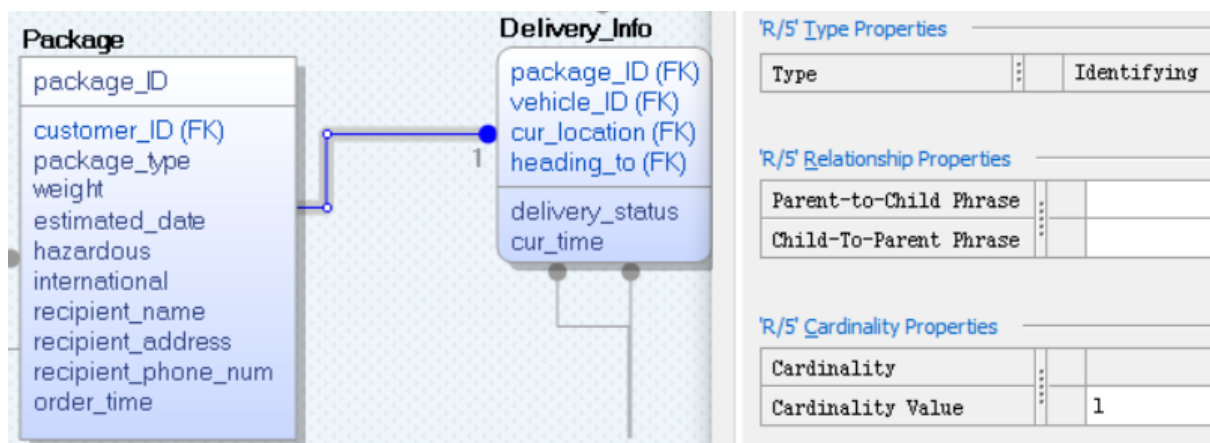 Package
package_ID
customer_ID (FK)
package_type
weight
estimated_date
hazardous
international
recipient_name
recipient_address
recipient_phone_num
order_time
1
Delivery_Info
package_ID (FK)
vehicle_ID (FK)
cur_location (FK)
heading_to (FK)
delivery_status
cur_time
'R/5' Type Properties
Type Identifying
'R/5' Relationship Properties
Parent-to-Child Phrase
Child-To-Parent Phrase
'R/5' Cardinality Properties
Cardinality
Cardinality Value 1